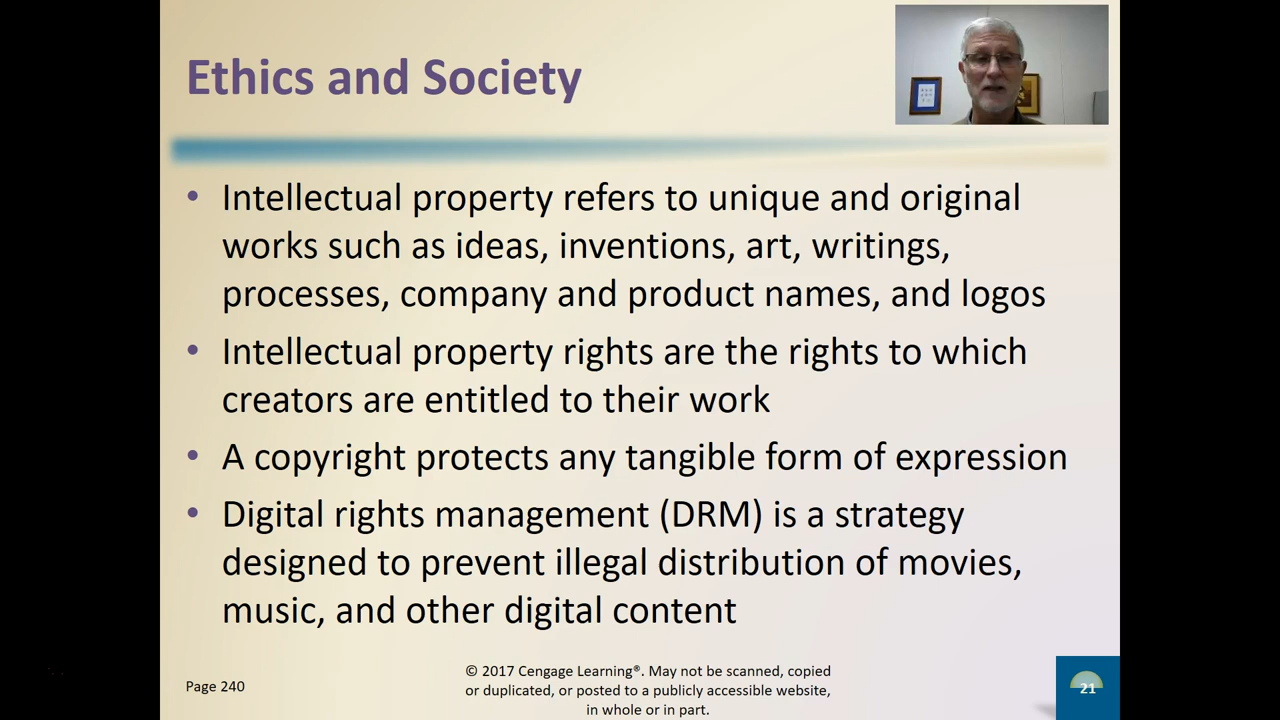 Ethics and Society
• Intellectual property refers to unique and original
works such as ideas, inventions, art, writings,
processes, company and product names, and logos
• Intellectual property rights are the rights to which
creators are entitled to their work
• A copyright protects any tangible form of expression
• Digital rights management (DRM) is a strategy
designed to prevent illegal distribution of movies,
music, and other digital content
Page 240
© 2017 Cengage Learning®. May not be scanned, copied
or duplicated, or posted to a publicly accessible website,
in whole or in part.
21